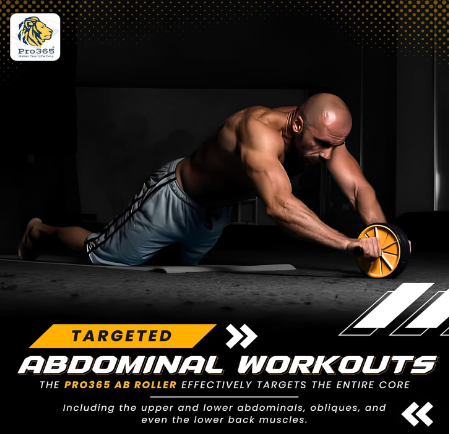 Pro365
TARGETED
ABDOMINAL WORKOUTS
THE PRO365 AB ROLLER EFFECTIVELY TARGETS THE ENTIRE CORE
Including the upper and lower abdominals, obliques, and
even the lower back muscles.